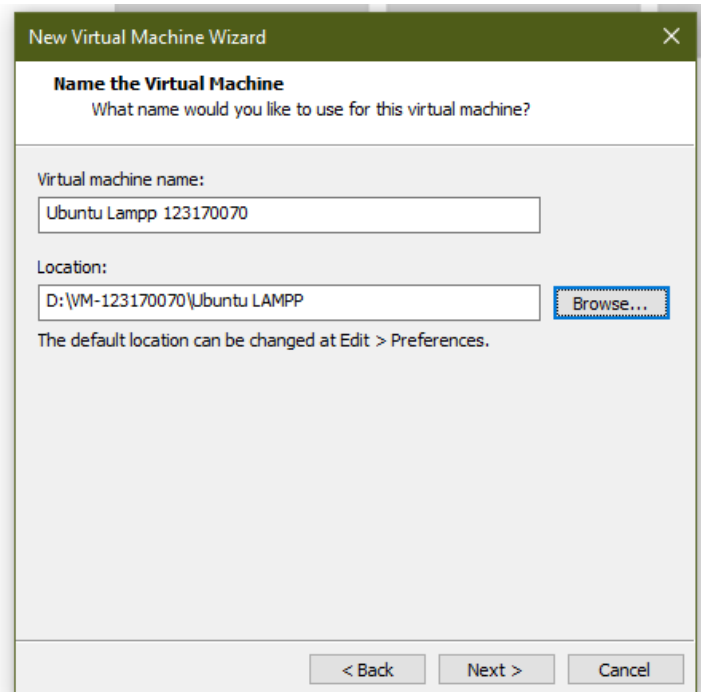 New Virtual Machine Wizard
Name the Virtual Machine
What name would you like to use for this virtual machine?
Virtual machine name:
Ubuntu Lampp 123170070
Location:
D:\VM-123170070\Ubuntu LAMPP
Browse...
The default location can be changed at Edit > Preferences.
< Back Next > Cancel